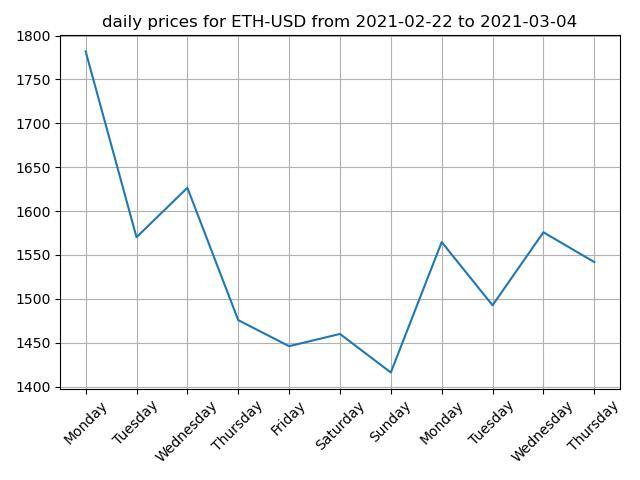 daily prices for ETH-USD from 2021-02-22 to 2021-03-04
1800
1750
1700
1650
1600
1550
1500
1450
1400
Monday
Tuesday
Wednesday
Thursday
Friday
Saturday
Sunday
Monday
Tuesday
Wednesday
Thursday